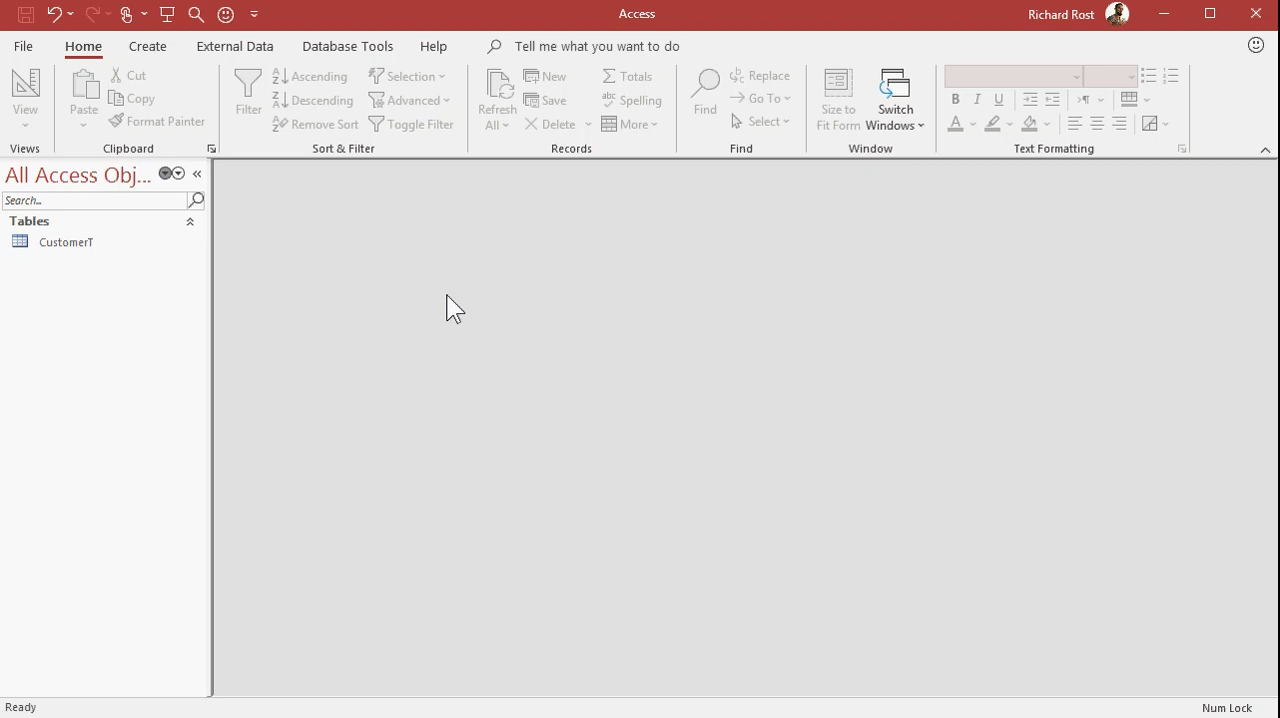 Access
Richard Rost
File Home Create External Data Database Tools Help Tell me what you want to do
View
Views
Paste
Cut
Copy
Format Painter
Clipboard
Filter
Ascending
Descending
Remove Sort
Selection
Advanced
Toggle Filter
Sort & Filter
Refresh
All
New
Save
Delete
Totals
Spelling
More
Records
Find
Replace
Go To
Select
Find
Size to
Fit Form
Switch
Windows
Window
B I U
Text Formatting
All Access Obj...
Search...
Tables
CustomerT
Ready
Num Lock